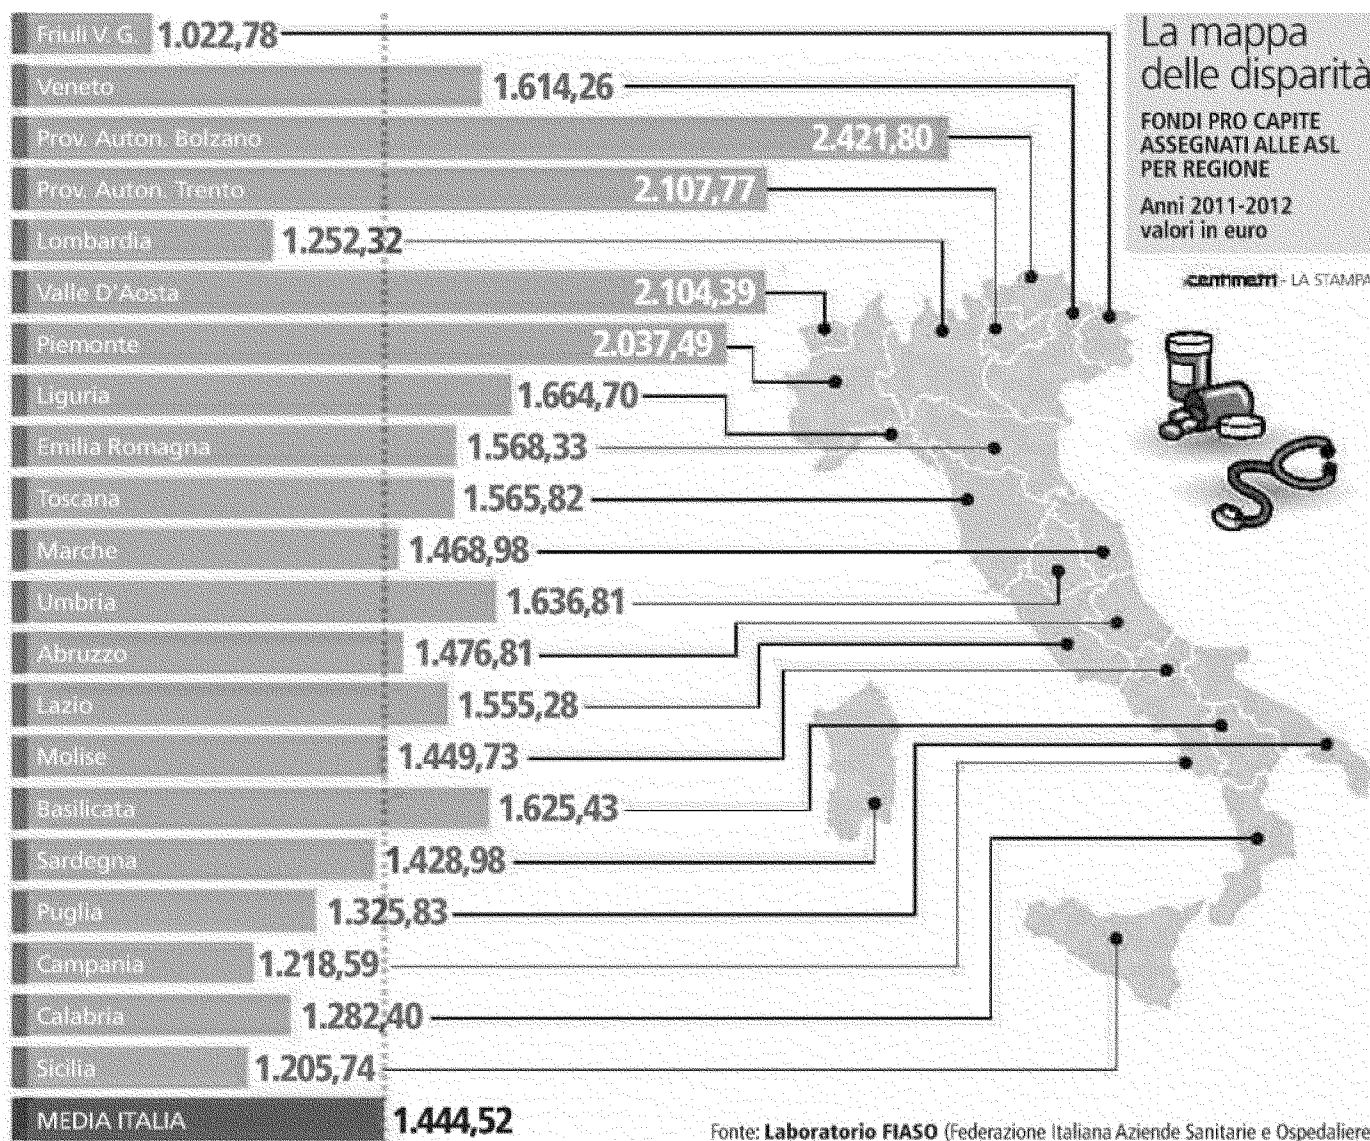 Friuli V. G. 1.022,78
Veneto 1.614,26
Prov. Auton. Bolzano 2.421,80
Prov. Auton. Trento 2.107,77
Lombardia 1.252,32
Valle D'Aosta 2.104,39
Piemonte 2.037,49
Liguria 1.664,70
Emilia Romagna 1.568,33
Toscana 1.565,82
Marche 1.468,98
Umbria 1.636,81
Abruzzo 1.476,81
Lazio 1.555,28
Molise 1.449,73
Basilicata 1.625,43
Sardegna 1.428,98
Puglia 1.325,83
Campania 1.218,59
Calabria 1.282,40
Sicilia 1.205,74
MEDIA ITALIA 1.444,52
La mappa
delle disparità
FONDI PRO CAPITE
ASSEGNATI ALLE ASL
PER REGIONE
Anni 2011-2012
valori in euro
centimetri - LA STAMPA
Fonte: Laboratorio FIASO (Federazione Italiana Aziende Sanitarie e Ospedaliere